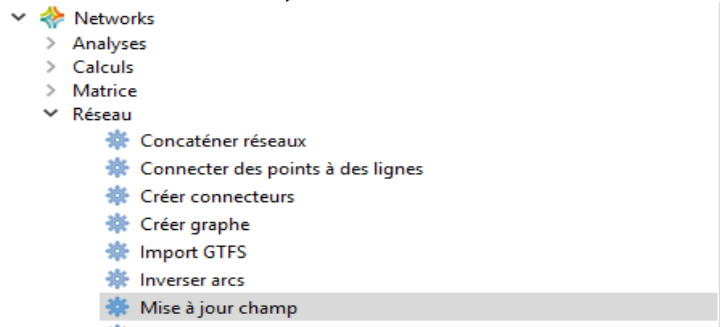 Networks
Analyses
Calculs
Matrice
Réseau
Concaténer réseaux
Connecter des points à des lignes
Créer connecteurs
Créer graphe
Import GTFS
Inverser arcs
Mise à jour champ